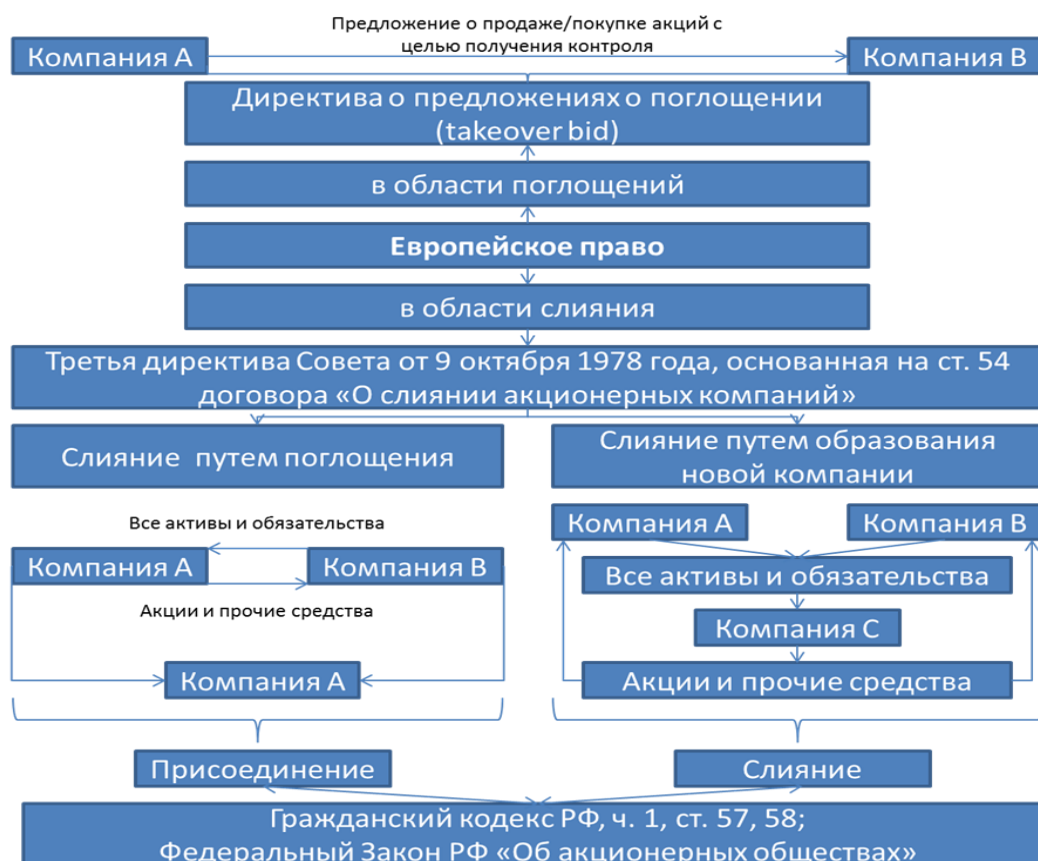 Предложение о продаже/покупке акций с
целью получения контроля
Компания А
Компания В
Директива о предложениях о поглощении
(takeover bid)
в области поглощений
Европейское право
в области слияния
Третья директива Совета от 9 октября 1978 года, основанная на ст. 54
договора «О слиянии акционерных компаний»
Слияние путем поглощения
Слияние путем образования
новой компании
Все активы и обязательства
Компания А
Компания В
Акции и прочие средства
Компания А
Компания А
Компания В
Все активы и обязательства
Компания С
Акции и прочие средства
Присоединение
Слияние
Гражданский кодекс РФ, ч. 1, ст. 57, 58;
Федеральный Закон РФ «Об акционерных обществах»